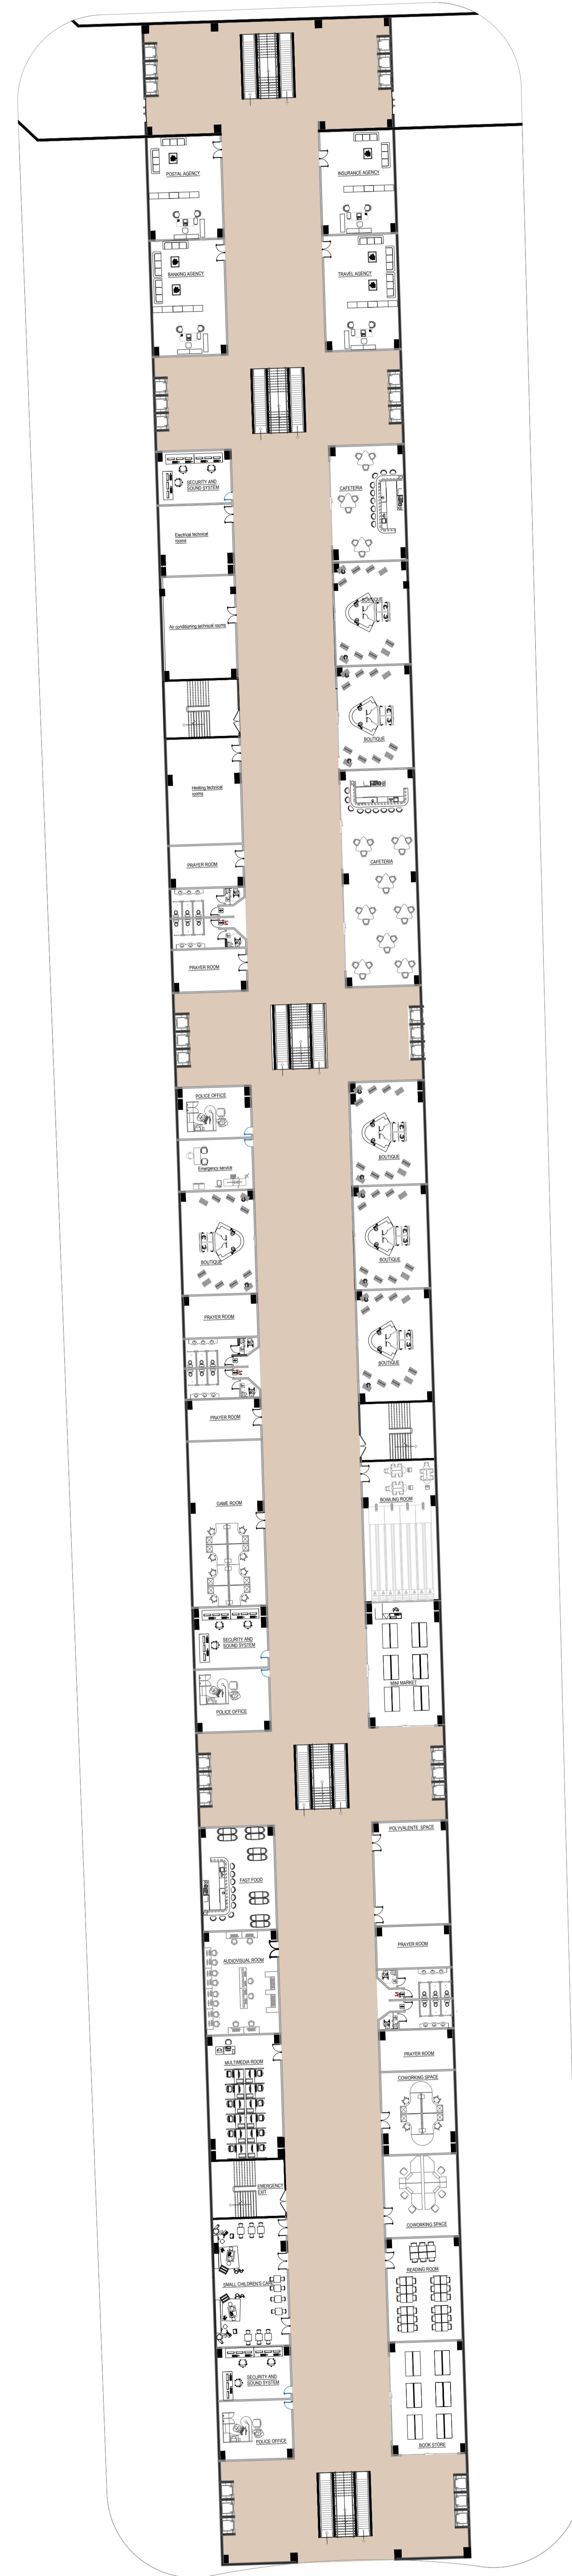 POSTAL AGENCY
INSURANCE AGENCY
BANKING AGENCY
TRAVEL AGENCY
SECURITY AND
SOUND SYSTEM
CAFETERIA
Electrical technical
rooms
BOUTIQUE
Air conditioning technical rooms
BOUTIQUE
Heating technical
rooms
CAFETERIA
PRAYER ROOM
PRAYER ROOM
POLICE OFFICE
BOUTIQUE
Emergency service
BOUTIQUE
BOUTIQUE
PRAYER ROOM
BOUTIQUE
PRAYER ROOM
BOWLING ROOM
GAME ROOM
SECURITY AND
SOUND SYSTEM
MINI MARKET
POLICE OFFICE
POLYVALENTE SPACE
FAST FOOD
PRAYER ROOM
AUDIOVISUAL ROOM
PRAYER ROOM
MULTIMEDIA ROOM
COWORKING SPACE
EMERGENCY
EXIT
COWORKING SPACE
READING ROOM
SMALL CHILDREN'S
SECURITY AND
SOUND SYSTEM
POLICE OFFICE
BOOK STORE